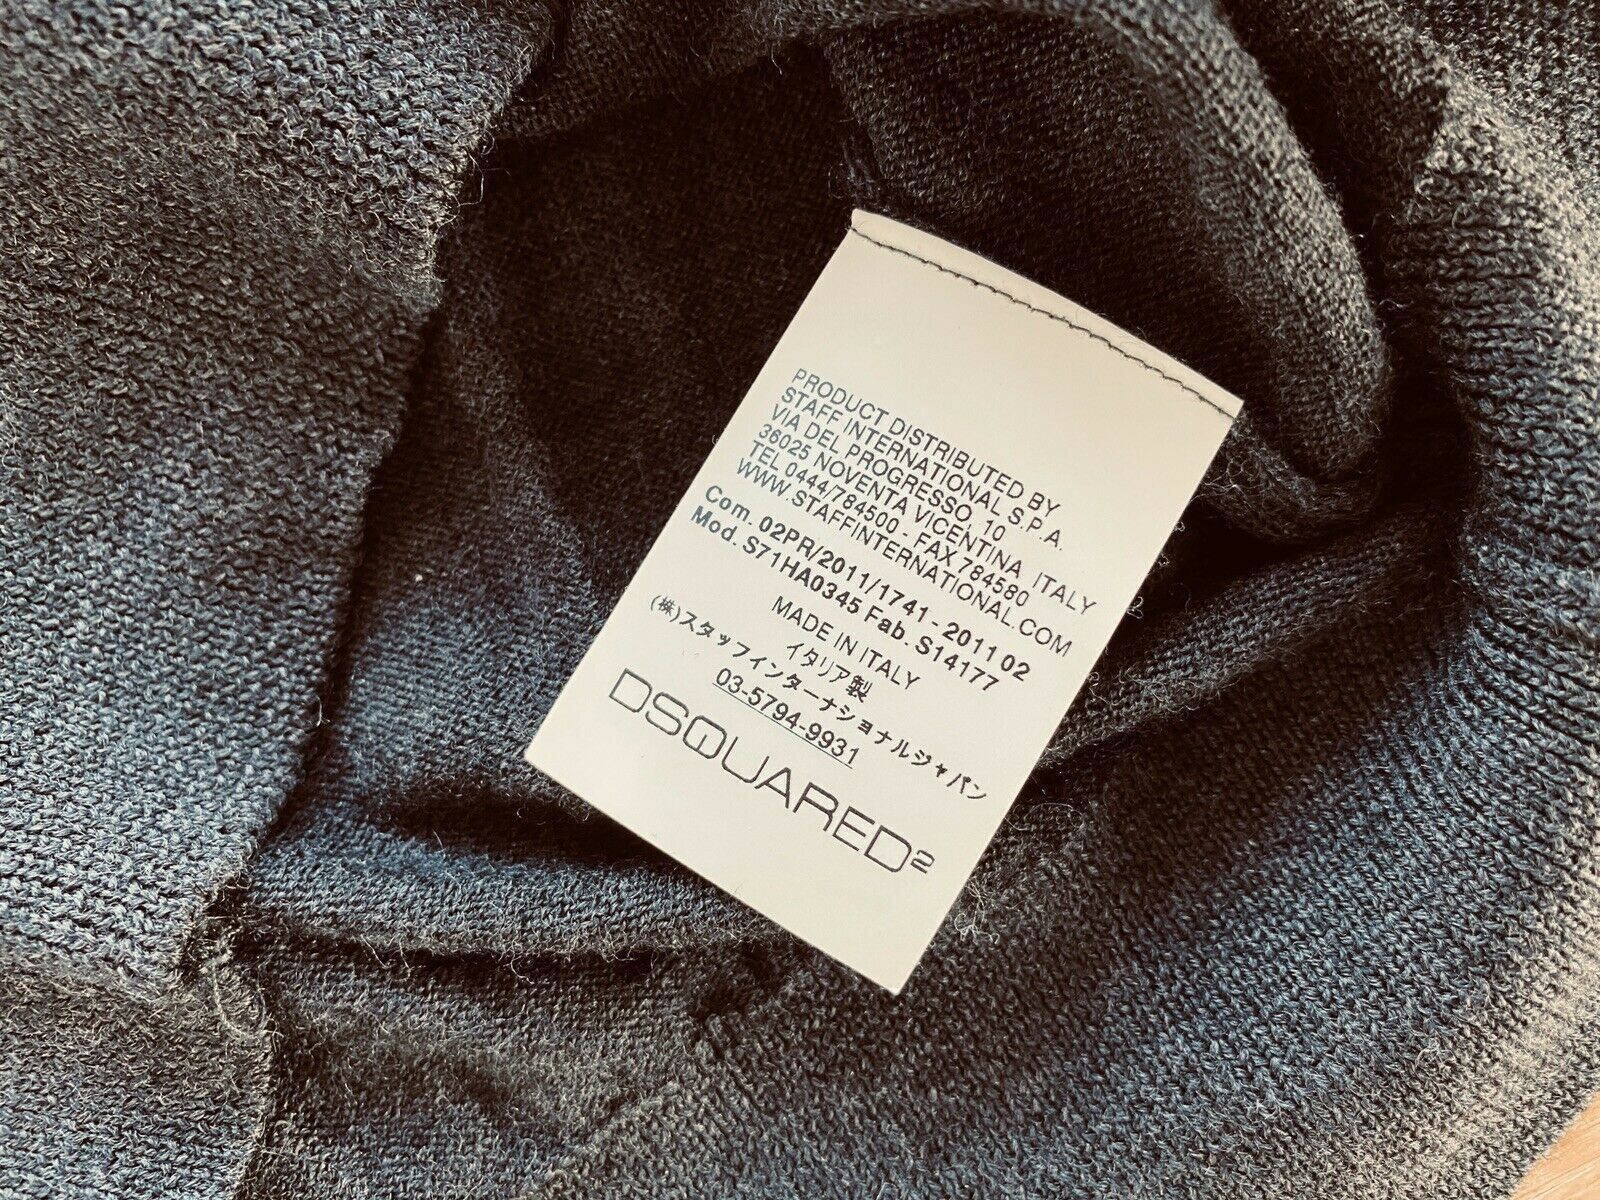 PRODUCT DISTRIBUTED BY
STAFF INTERNATIONAL S.P.A.
VIA DEL PROGRESSO, 10
36025 NOVENTA VICENTINA, ITALY
TEL 0444/784500 - FAX 784580
WWW.STAFFINTERNATIONAL.COM
Com. 02PR/2011/1741 - 2011 02
Mod. S71HA0345 Fab. S14177
MADE IN ITALY
イタリア製
(株)スタッフインターナショナルジャパン
03-5794-9931
DSQUARED2